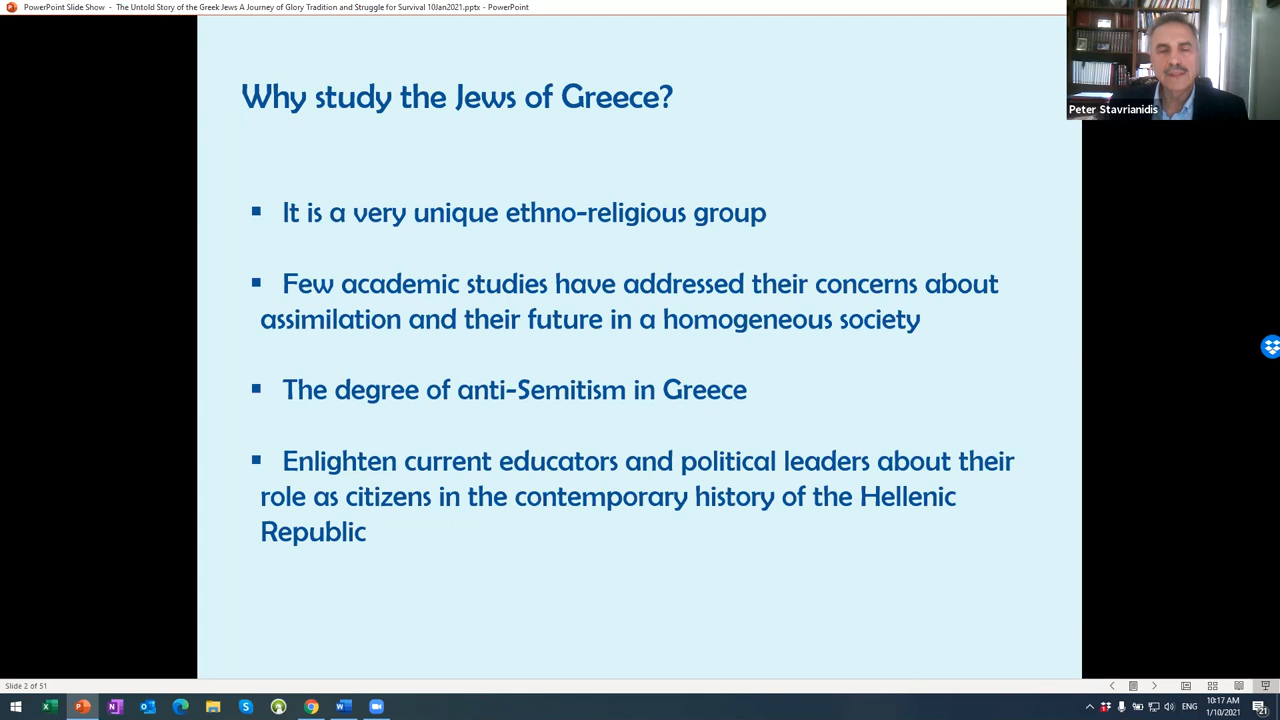 PowerPoint Slide Show - The Untold Story of the Greek Jews A Journey of Glory Tradition and Struggle for Survival 10Jan2021.pptx - PowerPoint
Peter Stavrianidis
Why study the Jews of Greece?
▪ It is a very unique ethno-religious group
▪ Few academic studies have addressed their concerns about
assimilation and their future in a homogeneous society
▪ The degree of anti-Semitism in Greece
▪ Enlighten current educators and political leaders about their
role as citizens in the contemporary history of the Hellenic
Republic
Slide 2 of 51
ENG
10:17 AM
1/10/2021
21